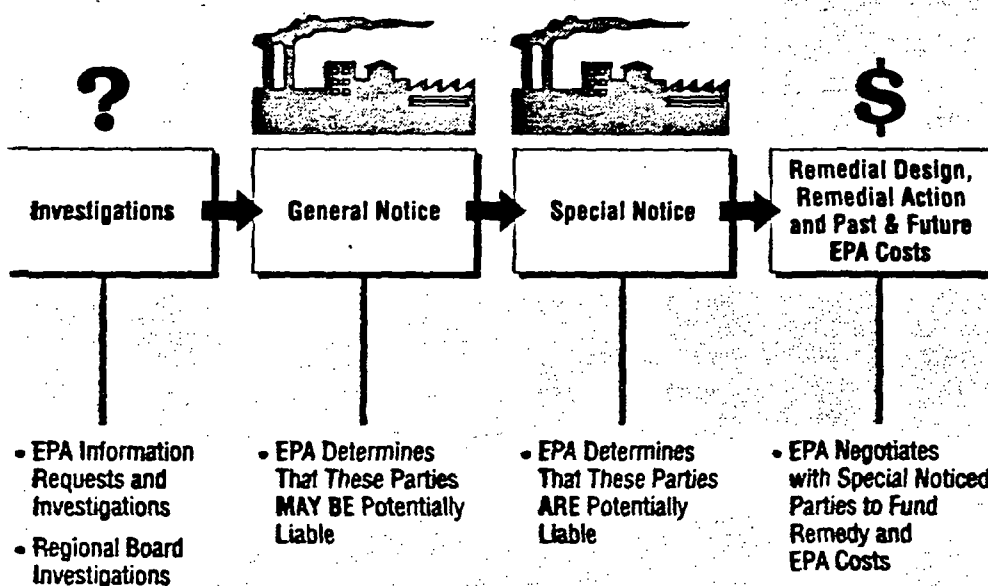 ?
$
Investigations
General Notice
Special Notice
Remedial Design,
Remedial Action
and Past & Future
EPA Costs
• EPA Information
Requests and
Investigations
• Regional Board
Investigations
• EPA Determines
That These Parties
MAY BE Potentially
Liable
• EPA Determines
That These Parties
ARE Potentially
Liable
• EPA Negotiates
with Special Noticed
Parties to Fund
Remedy and
EPA Costs